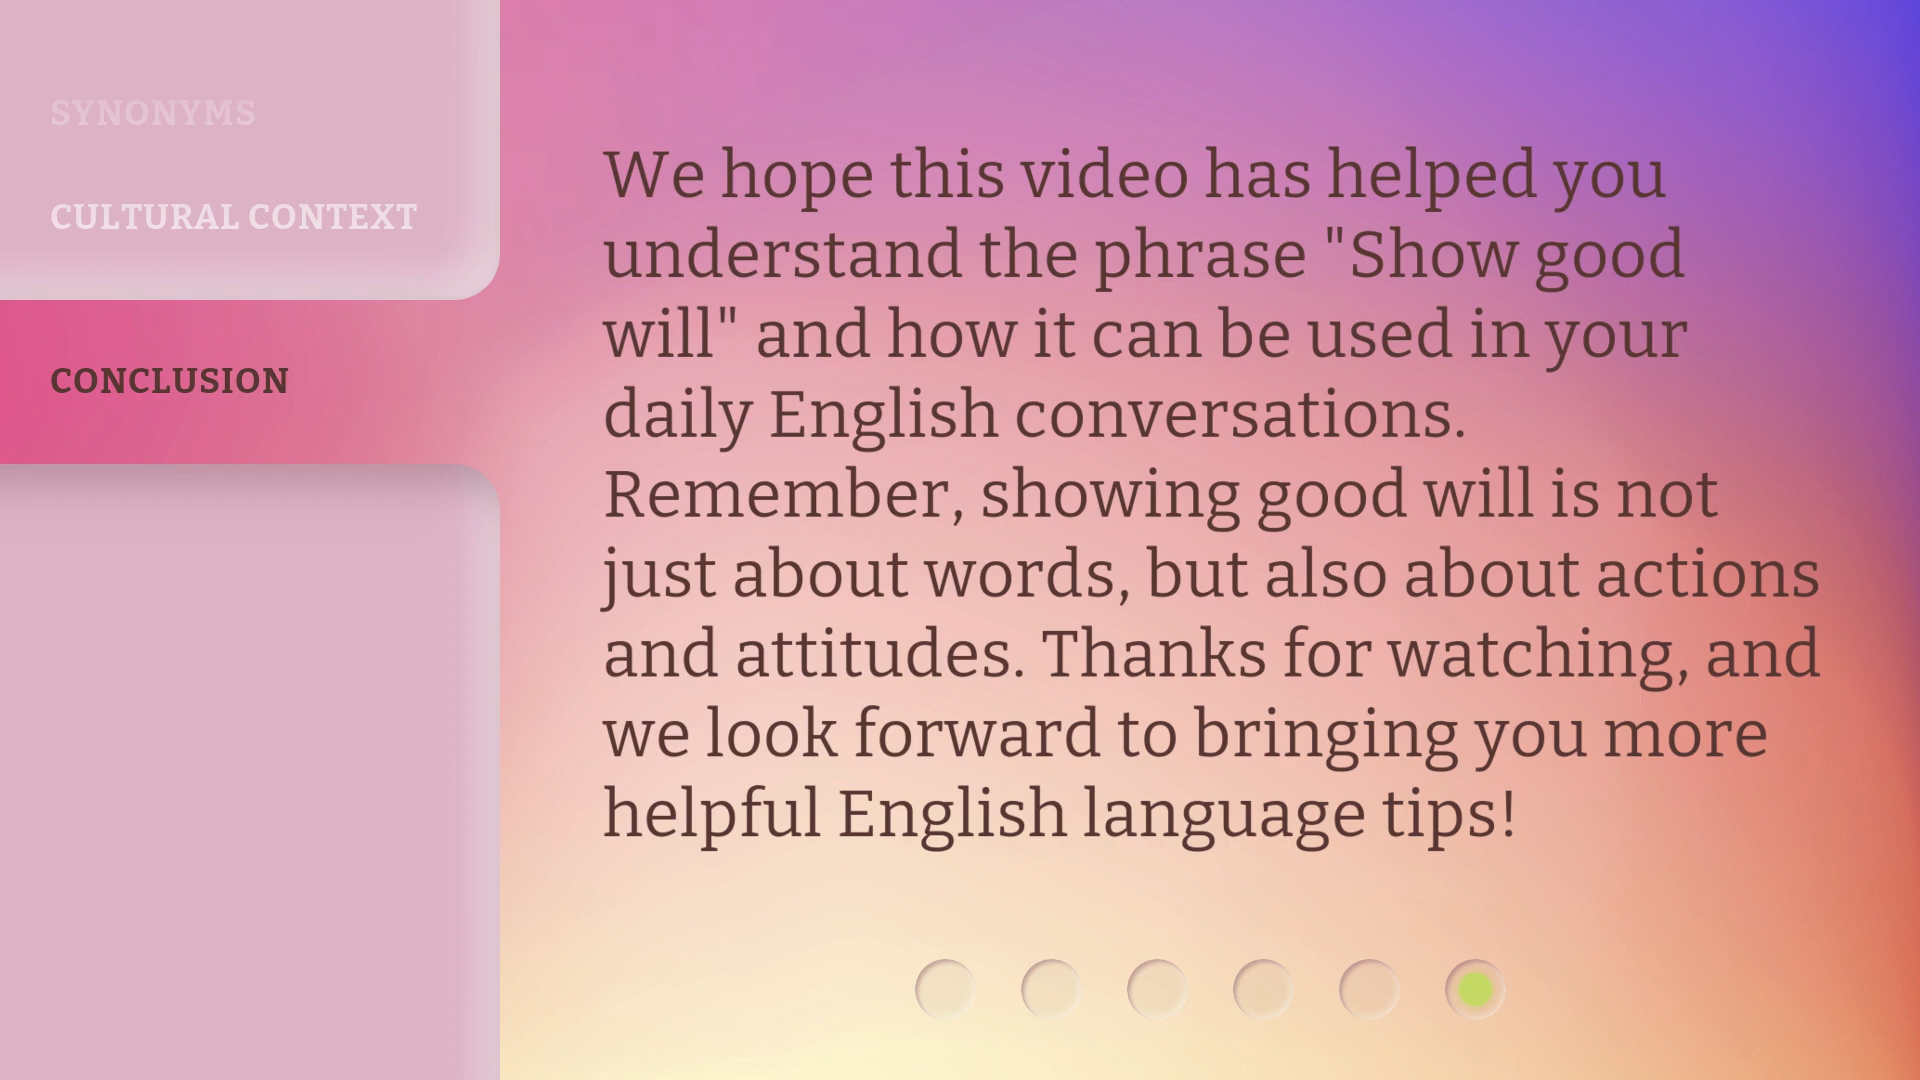 SYNONYMS
CULTURAL CONTEXT
CONCLUSION
We hope this video has helped you
understand the phrase "Show good
will" and how it can be used in your
daily English conversations.
Remember, showing good will is not
just about words, but also about actions
and attitudes. Thanks for watching, and
we look forward to bringing you more
helpful English language tips!